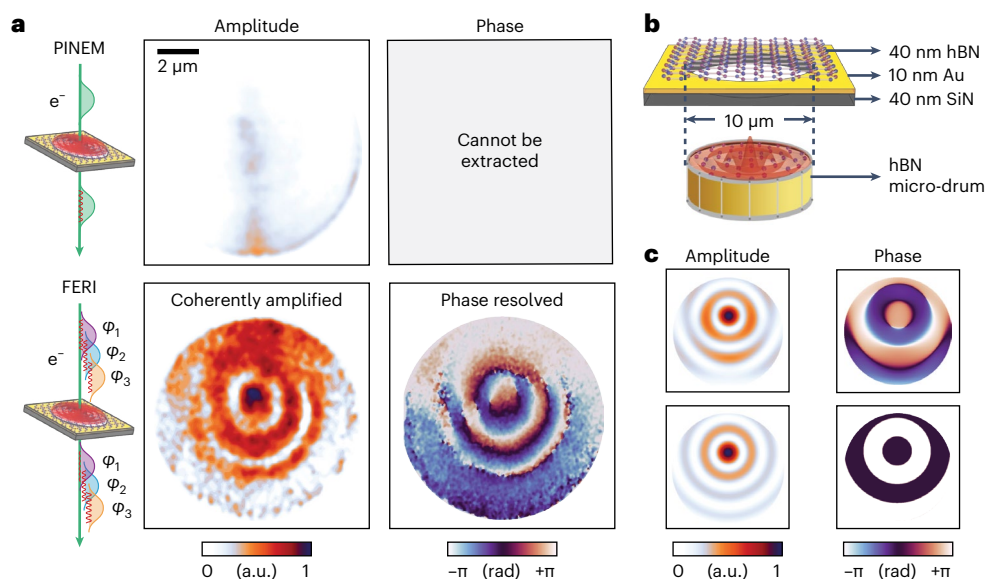 a
Amplitude
Phase
PINEM
2 μm
e⁻
Cannot be
extracted
FERI
Coherently amplified
Phase resolved
φ₁
φ₂
e⁻
φ₃
φ₁
φ₂
φ₃
0 (a.u.) 1
–π (rad) +π
b
40 nm hBN
10 nm Au
40 nm SiN
10 μm
hBN
micro-drum
c
Amplitude
Phase
0 (a.u.) 1
–π (rad) +π